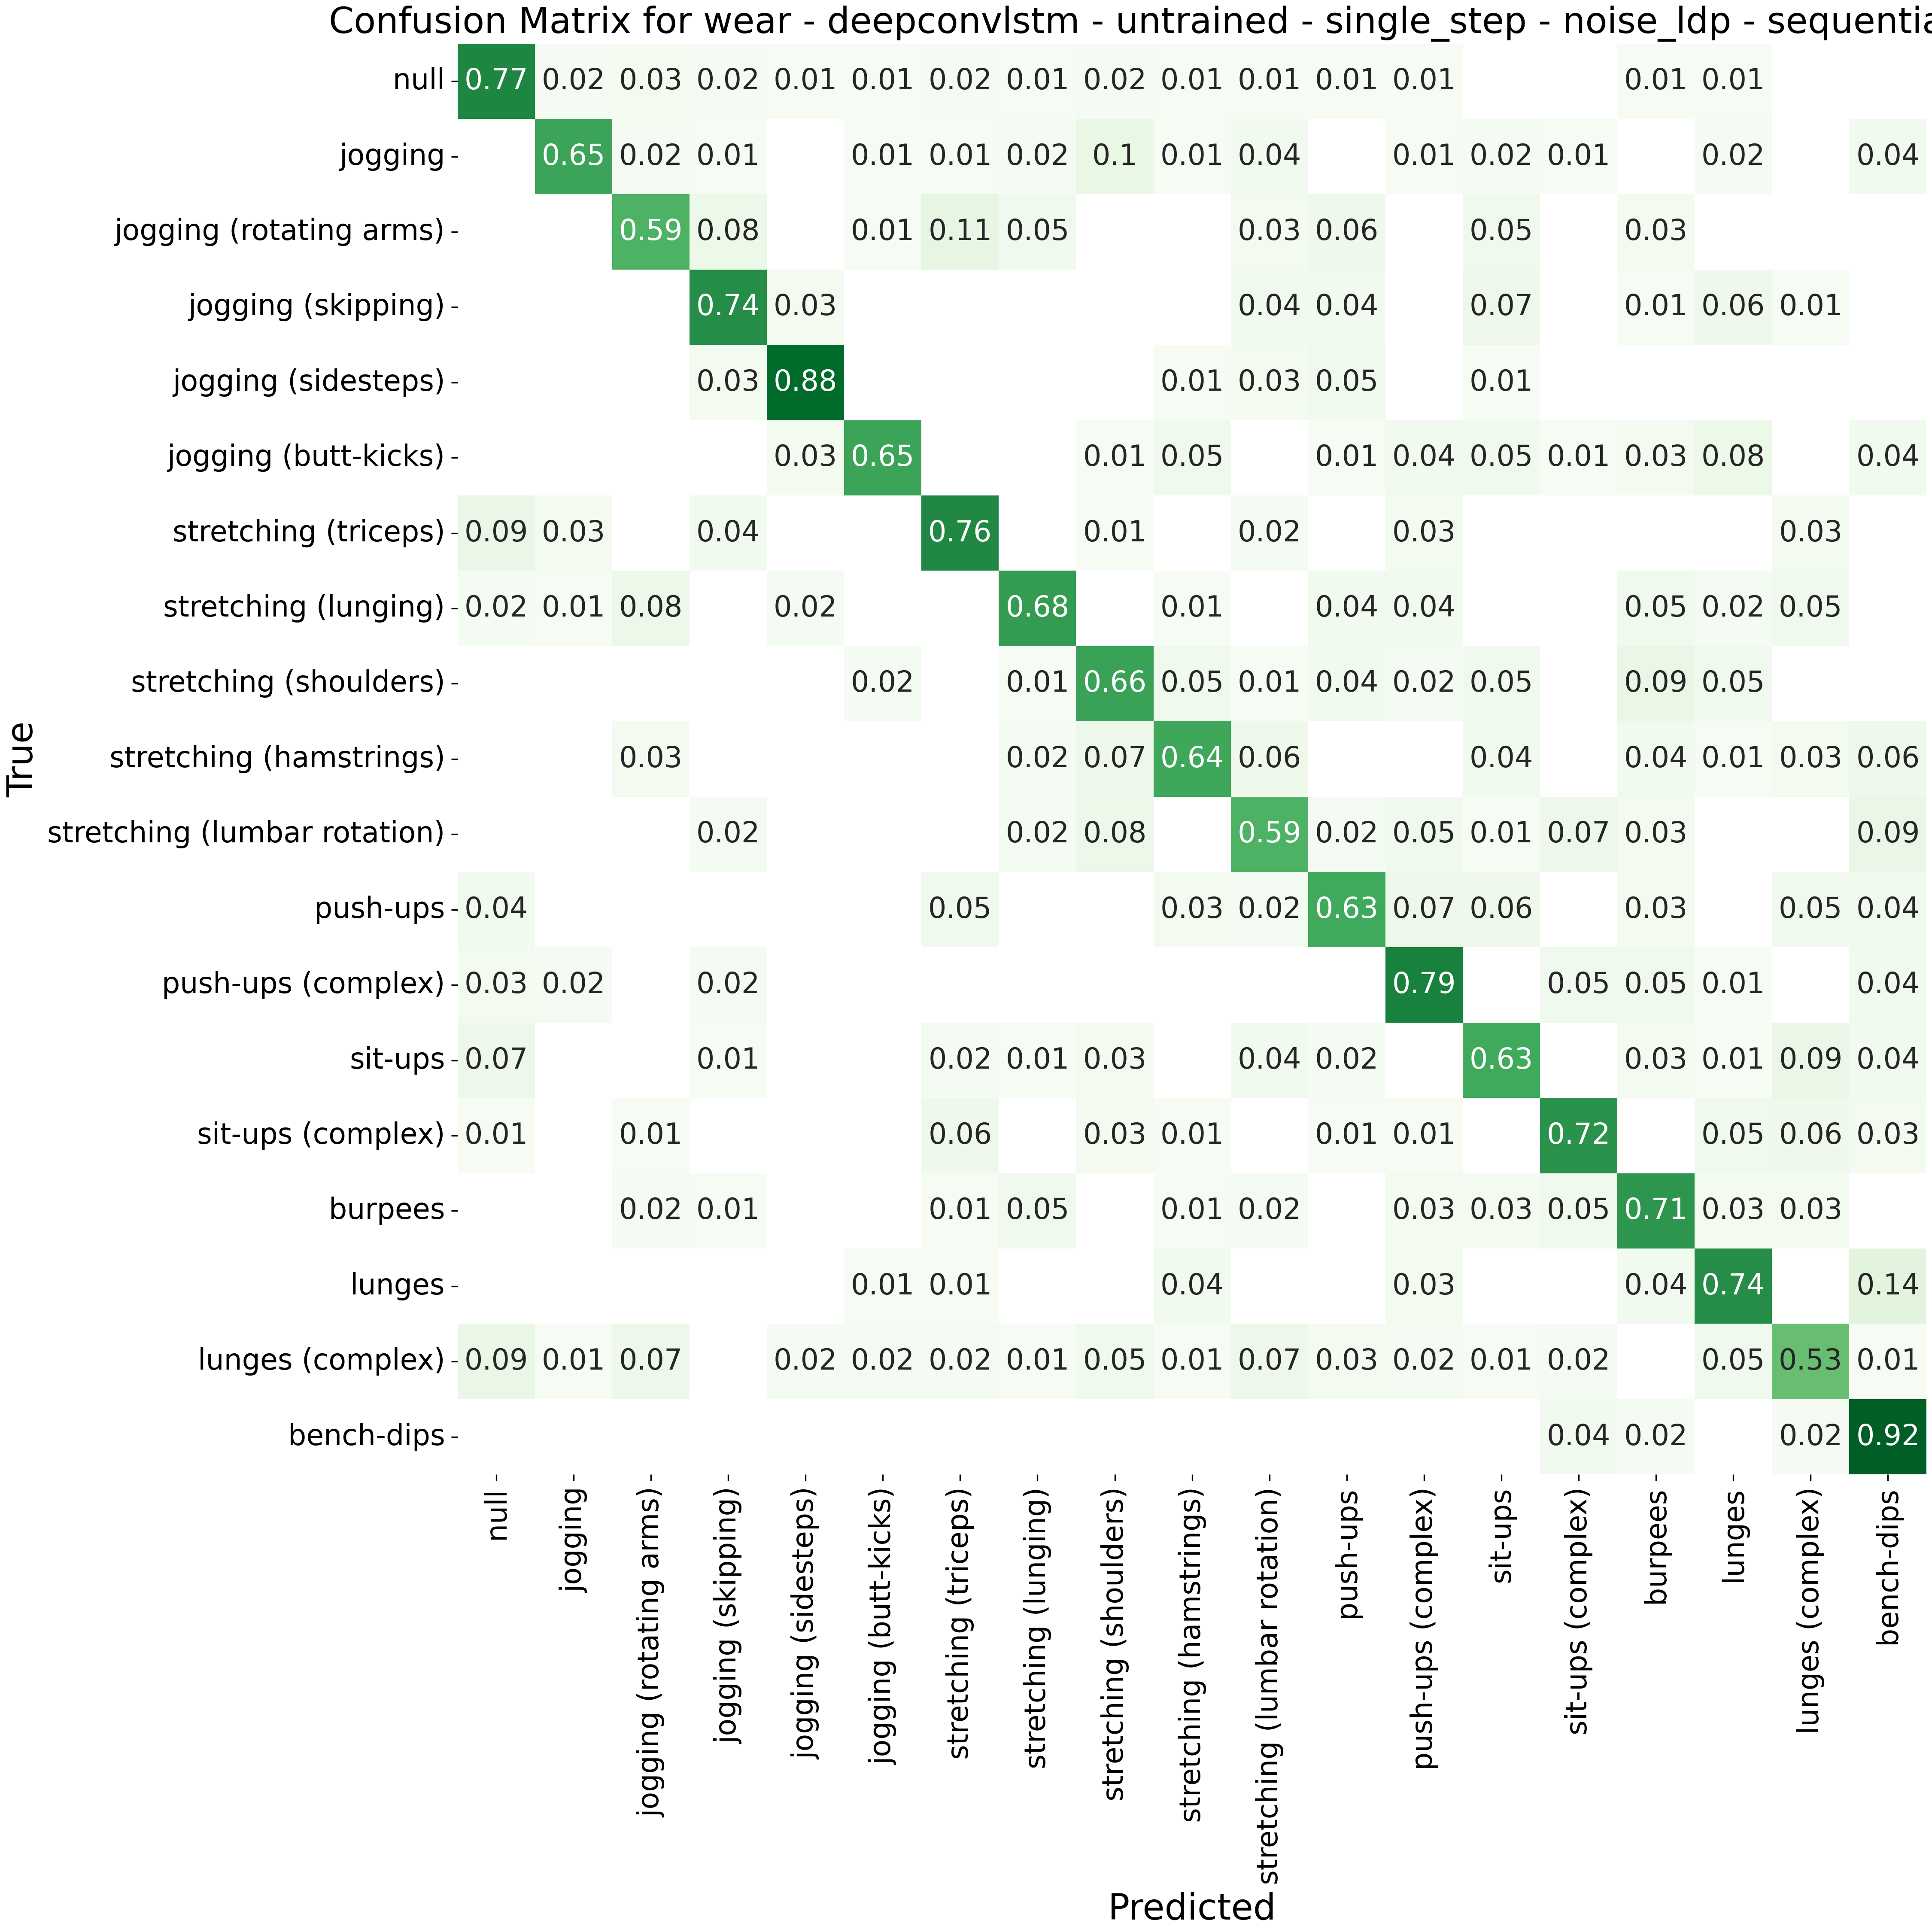 Confusion Matrix for wear - deepconvlstm - untrained - single_step - noise_ldp - sequentia
null 0.77 0.02 0.03 0.02 0.01 0.01 0.02 0.01 0.02 0.01 0.01 0.01 0.01 0.01 0.01
jogging 0.65 0.02 0.01 0.01 0.01 0.02 0.1 0.01 0.04 0.01 0.02 0.01 0.02 0.04
jogging (rotating arms) 0.59 0.08 0.01 0.11 0.05 0.03 0.06 0.05 0.03
jogging (skipping) 0.74 0.03 0.04 0.04 0.07 0.01 0.06 0.01
jogging (sidesteps) 0.03 0.88 0.01 0.03 0.05 0.01
jogging (butt-kicks) 0.03 0.65 0.01 0.05 0.01 0.04 0.05 0.01 0.03 0.08 0.04
stretching (triceps) 0.09 0.03 0.04 0.76 0.01 0.02 0.03 0.03
stretching (lunging) 0.02 0.01 0.08 0.02 0.68 0.01 0.04 0.04 0.05 0.02 0.05
stretching (shoulders) 0.02 0.01 0.66 0.05 0.01 0.04 0.02 0.05 0.09 0.05
stretching (hamstrings) 0.03 0.02 0.07 0.64 0.06 0.04 0.04 0.01 0.03 0.06
stretching (lumbar rotation) 0.02 0.02 0.08 0.59 0.02 0.05 0.01 0.07 0.03 0.09
push-ups 0.04 0.05 0.03 0.02 0.63 0.07 0.06 0.03 0.05 0.04
push-ups (complex) 0.03 0.02 0.02 0.79 0.05 0.05 0.01 0.04
sit-ups 0.07 0.01 0.02 0.01 0.03 0.04 0.02 0.63 0.03 0.01 0.09 0.04
sit-ups (complex) 0.01 0.01 0.06 0.03 0.01 0.01 0.01 0.72 0.05 0.06 0.03
burpees 0.02 0.01 0.01 0.05 0.01 0.02 0.03 0.03 0.05 0.71 0.03 0.03
lunges 0.01 0.01 0.04 0.03 0.04 0.74 0.14
lunges (complex) 0.09 0.01 0.07 0.02 0.02 0.02 0.01 0.05 0.01 0.07 0.03 0.02 0.01 0.02 0.05 0.53 0.01
bench-dips 0.04 0.02 0.02 0.92
True
null
jogging
jogging (rotating arms)
jogging (skipping)
jogging (sidesteps)
jogging (butt-kicks)
stretching (triceps)
stretching (lunging)
stretching (shoulders)
stretching (hamstrings)
stretching (lumbar rotation)
push-ups
push-ups (complex)
sit-ups
sit-ups (complex)
burpees
lunges
lunges (complex)
bench-dips
Predicted